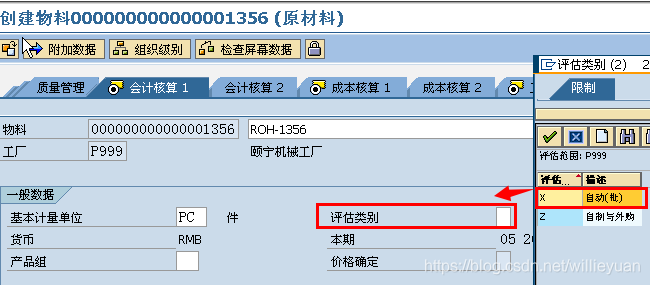 创建物料000000000000001356 (原材料)
附加数据 组织级别 检查屏幕数据
质量管理 会计核算 1 会计核算 2 成本核算 1 成本核算 2
物料 000000000000001356 ROH-1356
工厂 P999 颐宁机械工厂
一般数据
基本计量单位 PC 件 评估类别
货币 RMB 本期 05 20
产品组 价格确定
评估类别 (2) 2
限制
评估范围: P999
评估... 描述
X 自动(批)
Z 自制与外购
https://blog.csdn.net/willieyuan